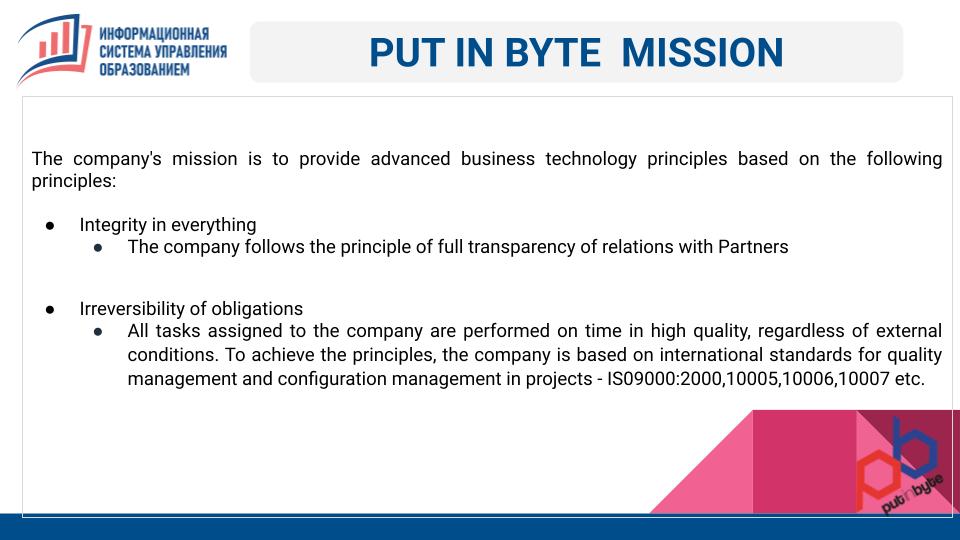 ИНФОРМАЦИОННАЯ
СИСТЕМА УПРАВЛЕНИЯ
ОБРАЗОВАНИЕМ
PUT IN BYTE MISSION
The company's mission is to provide advanced business technology principles based on the following
principles:
● Integrity in everything
● The company follows the principle of full transparency of relations with Partners
● Irreversibility of obligations
● All tasks assigned to the company are performed on time in high quality, regardless of external
conditions. To achieve the principles, the company is based on international standards for quality
management and configuration management in projects - IS09000:2000,10005,10006,10007 etc.
putinbyte